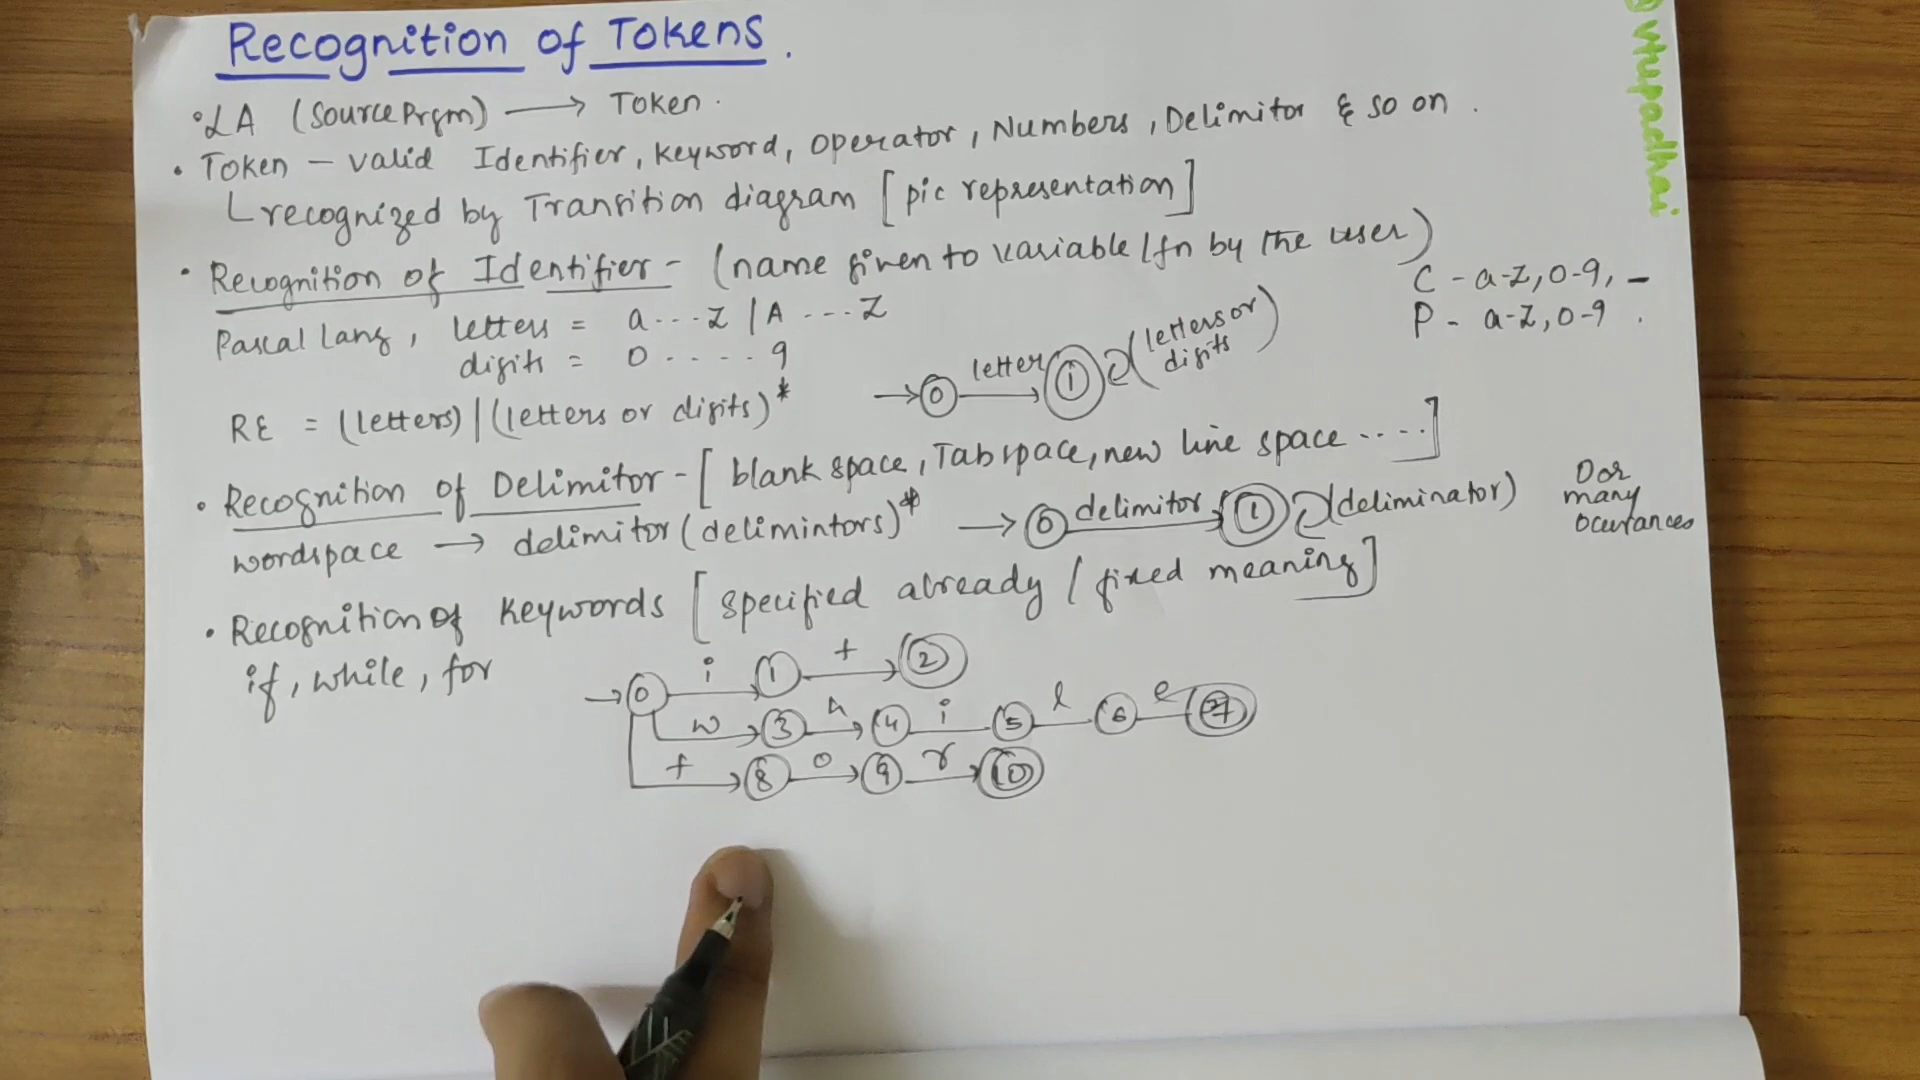 Recognition of Tokens.
• LA (Source Prgm) → Token.
• Token – valid Identifier, Keyword, operator, Numbers, Delimitor & so on.
recognized by Transition diagram [pic representation]
• Recognition of Identifier - (name given to variable / fn by the user)
C - a-z, 0-9, _
P - a-z, 0-9.
Pascal Lang, letters = a---z | A---Z
digits = 0-----9
RE = (letters) | (letters or digits)*
→ 0 letter → 1 (letters or digits)
• Recognition of Delimitor - [blank space, Tab space, new line space ....]
wordspace → delimitor (delimintors)*
→ 0 delimitor → 1 (deliminator)
0 or many ocurances
• Recognition of Keywords [specified already / fixed meaning]
if, while, for
→ 0 i 1 f 2
w 3 h 4 i 5 l 6 e 7
f 8 o 9 r 10
vtupadhai